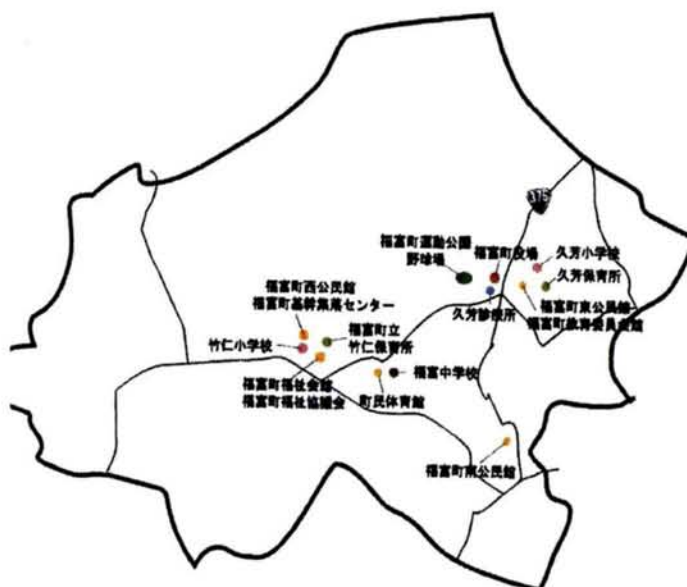 375
福富町運動公園
野球場
福富町役場
久芳小学校
久芳保育所
久芳診療所
福富町東公民館
福富町教育委員会館
福富町西公民館
福富町基幹集落センター
竹仁小学校
福富町立
竹仁保育所
福富町福祉会館
福富町福祉協議会
町民体育館
福富中学校
福富町南公民館